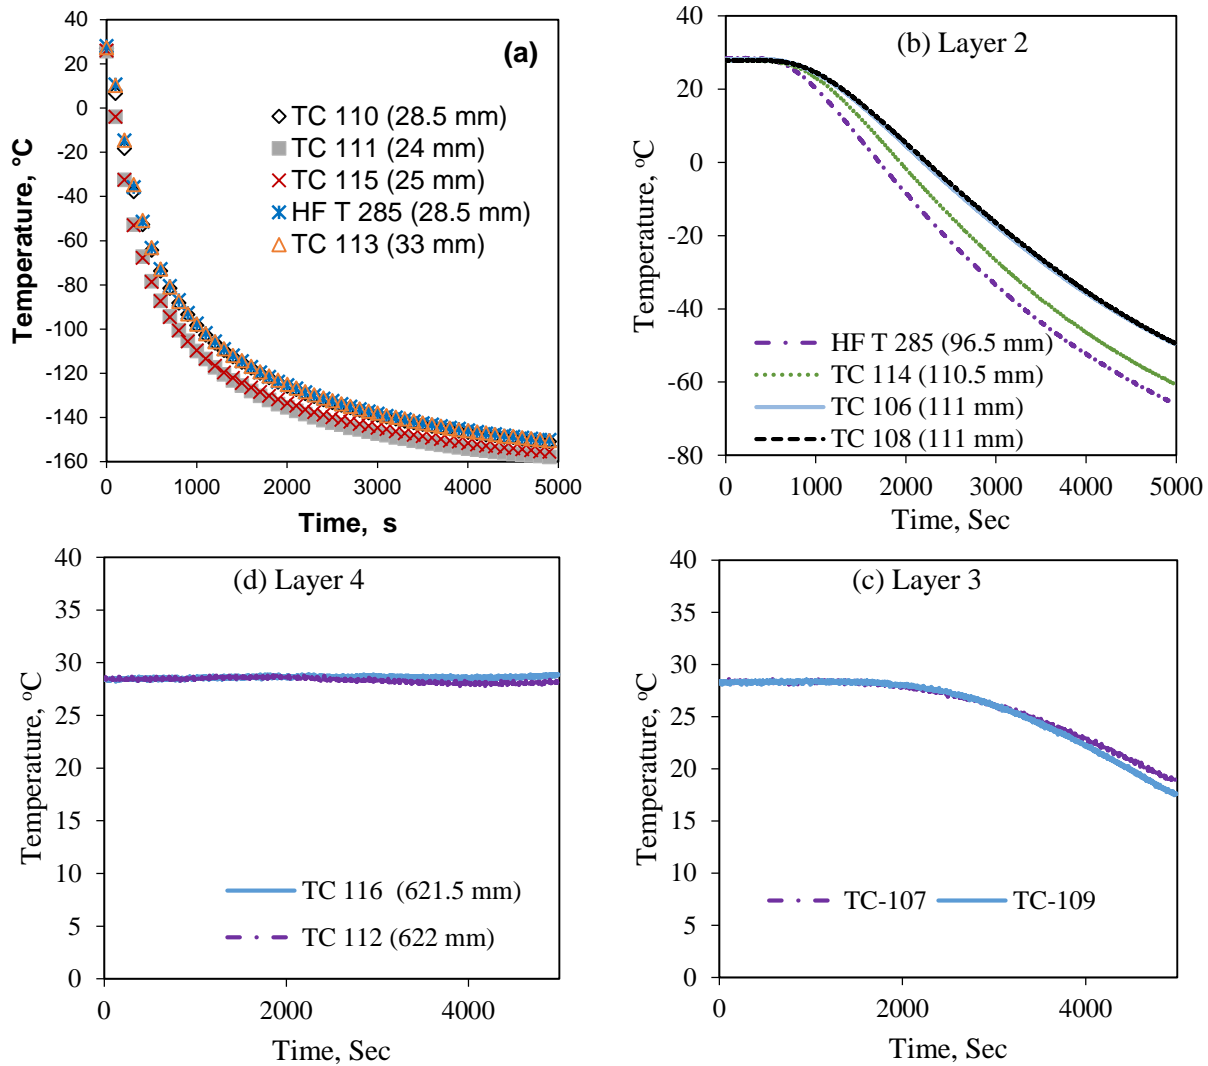 (a)
Temperature, °C
40
20
0
-20
-40
-60
-80
-100
-120
-140
-160
TC 110 (28.5 mm)
TC 111 (24 mm)
TC 115 (25 mm)
HF T 285 (28.5 mm)
TC 113 (33 mm)
0 1000 2000 3000 4000 5000
Time, s
(b) Layer 2
Temperature, oC
40
20
0
-20
-40
-60
-80
HF T 285 (96.5 mm)
TC 114 (110.5 mm)
TC 106 (111 mm)
TC 108 (111 mm)
0 1000 2000 3000 4000 5000
Time, Sec
(d) Layer 4
Temperature, oC
40
35
30
25
20
15
10
5
0
TC 116 (621.5 mm)
TC 112 (622 mm)
0 2000 4000
Time, Sec
(c) Layer 3
Temperature, oC
40
35
30
25
20
15
10
5
0
TC-107 TC-109
0 2000 4000
Time, Sec